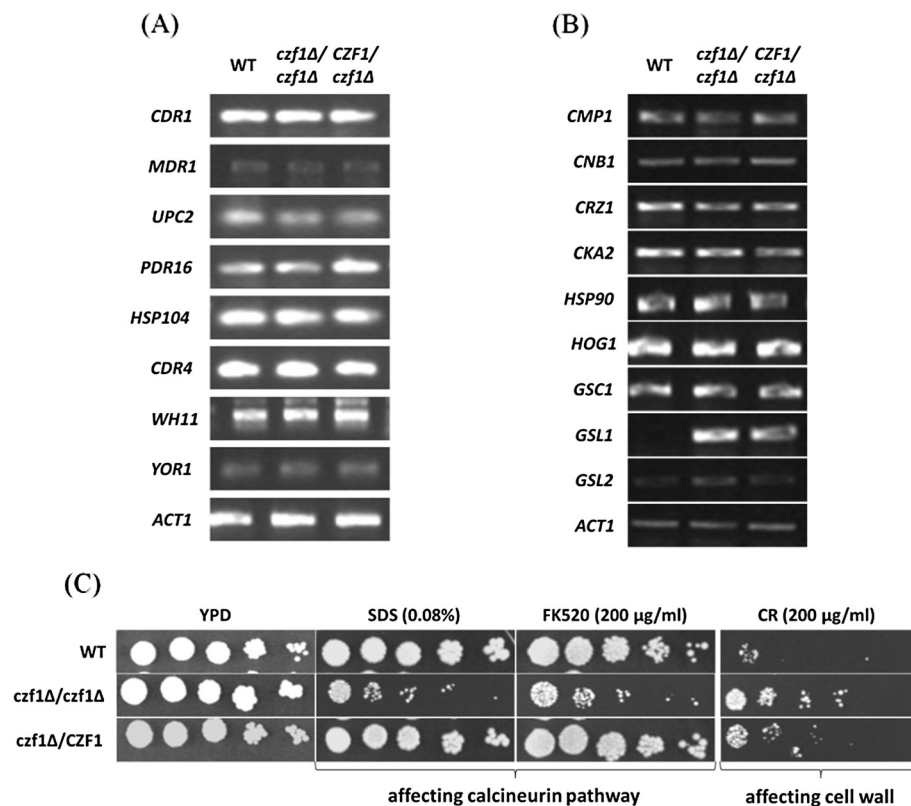 (A)
WT czf1Δ/ czf1Δ CZF1/ czf1Δ
CDR1
MDR1
UPC2
PDR16
HSP104
CDR4
WH11
YOR1
ACT1
(B)
WT czf1Δ/ czf1Δ CZF1/ czf1Δ
CMP1
CNB1
CRZ1
CKA2
HSP90
HOG1
GSC1
GSL1
GSL2
ACT1
(C)
YPD SDS (0.08%) FK520 (200 μg/ml) CR (200 μg/ml)
WT
czf1Δ/czf1Δ
czf1Δ/CZF1
affecting calcineurin pathway affecting cell wall